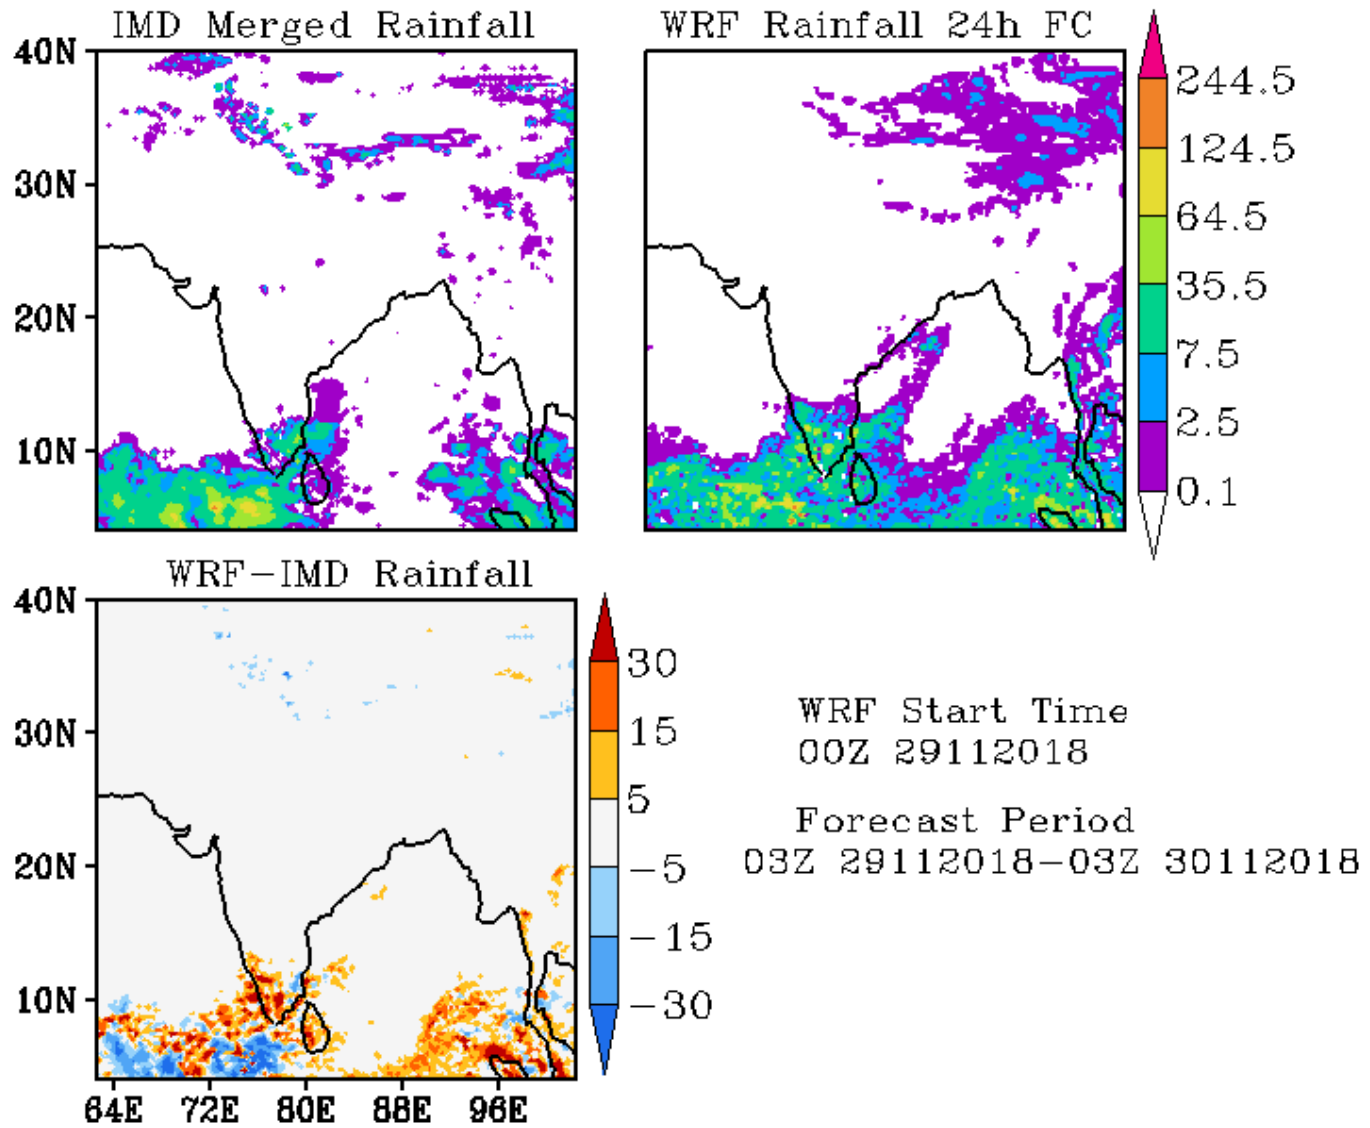 IMD Merged Rainfall
WRF Rainfall 24h FC
40N
30N
20N
10N
244.5
124.5
64.5
35.5
7.5
2.5
0.1
WRF-IMD Rainfall
40N
30N
20N
10N
64E 72E 80E 88E 96E
30
15
5
-5
-15
-30
WRF Start Time
00Z 29112018
Forecast Period
03Z 29112018-03Z 30112018